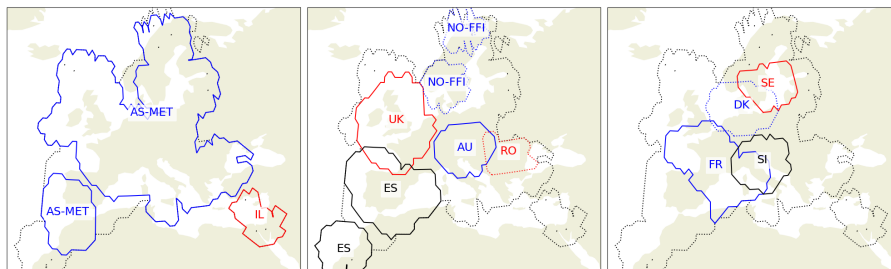 AS-MET
AS-MET
IL
NO-FFI
NO-FFI
UK
AU
RO
ES
ES
SE
DK
FR
SI